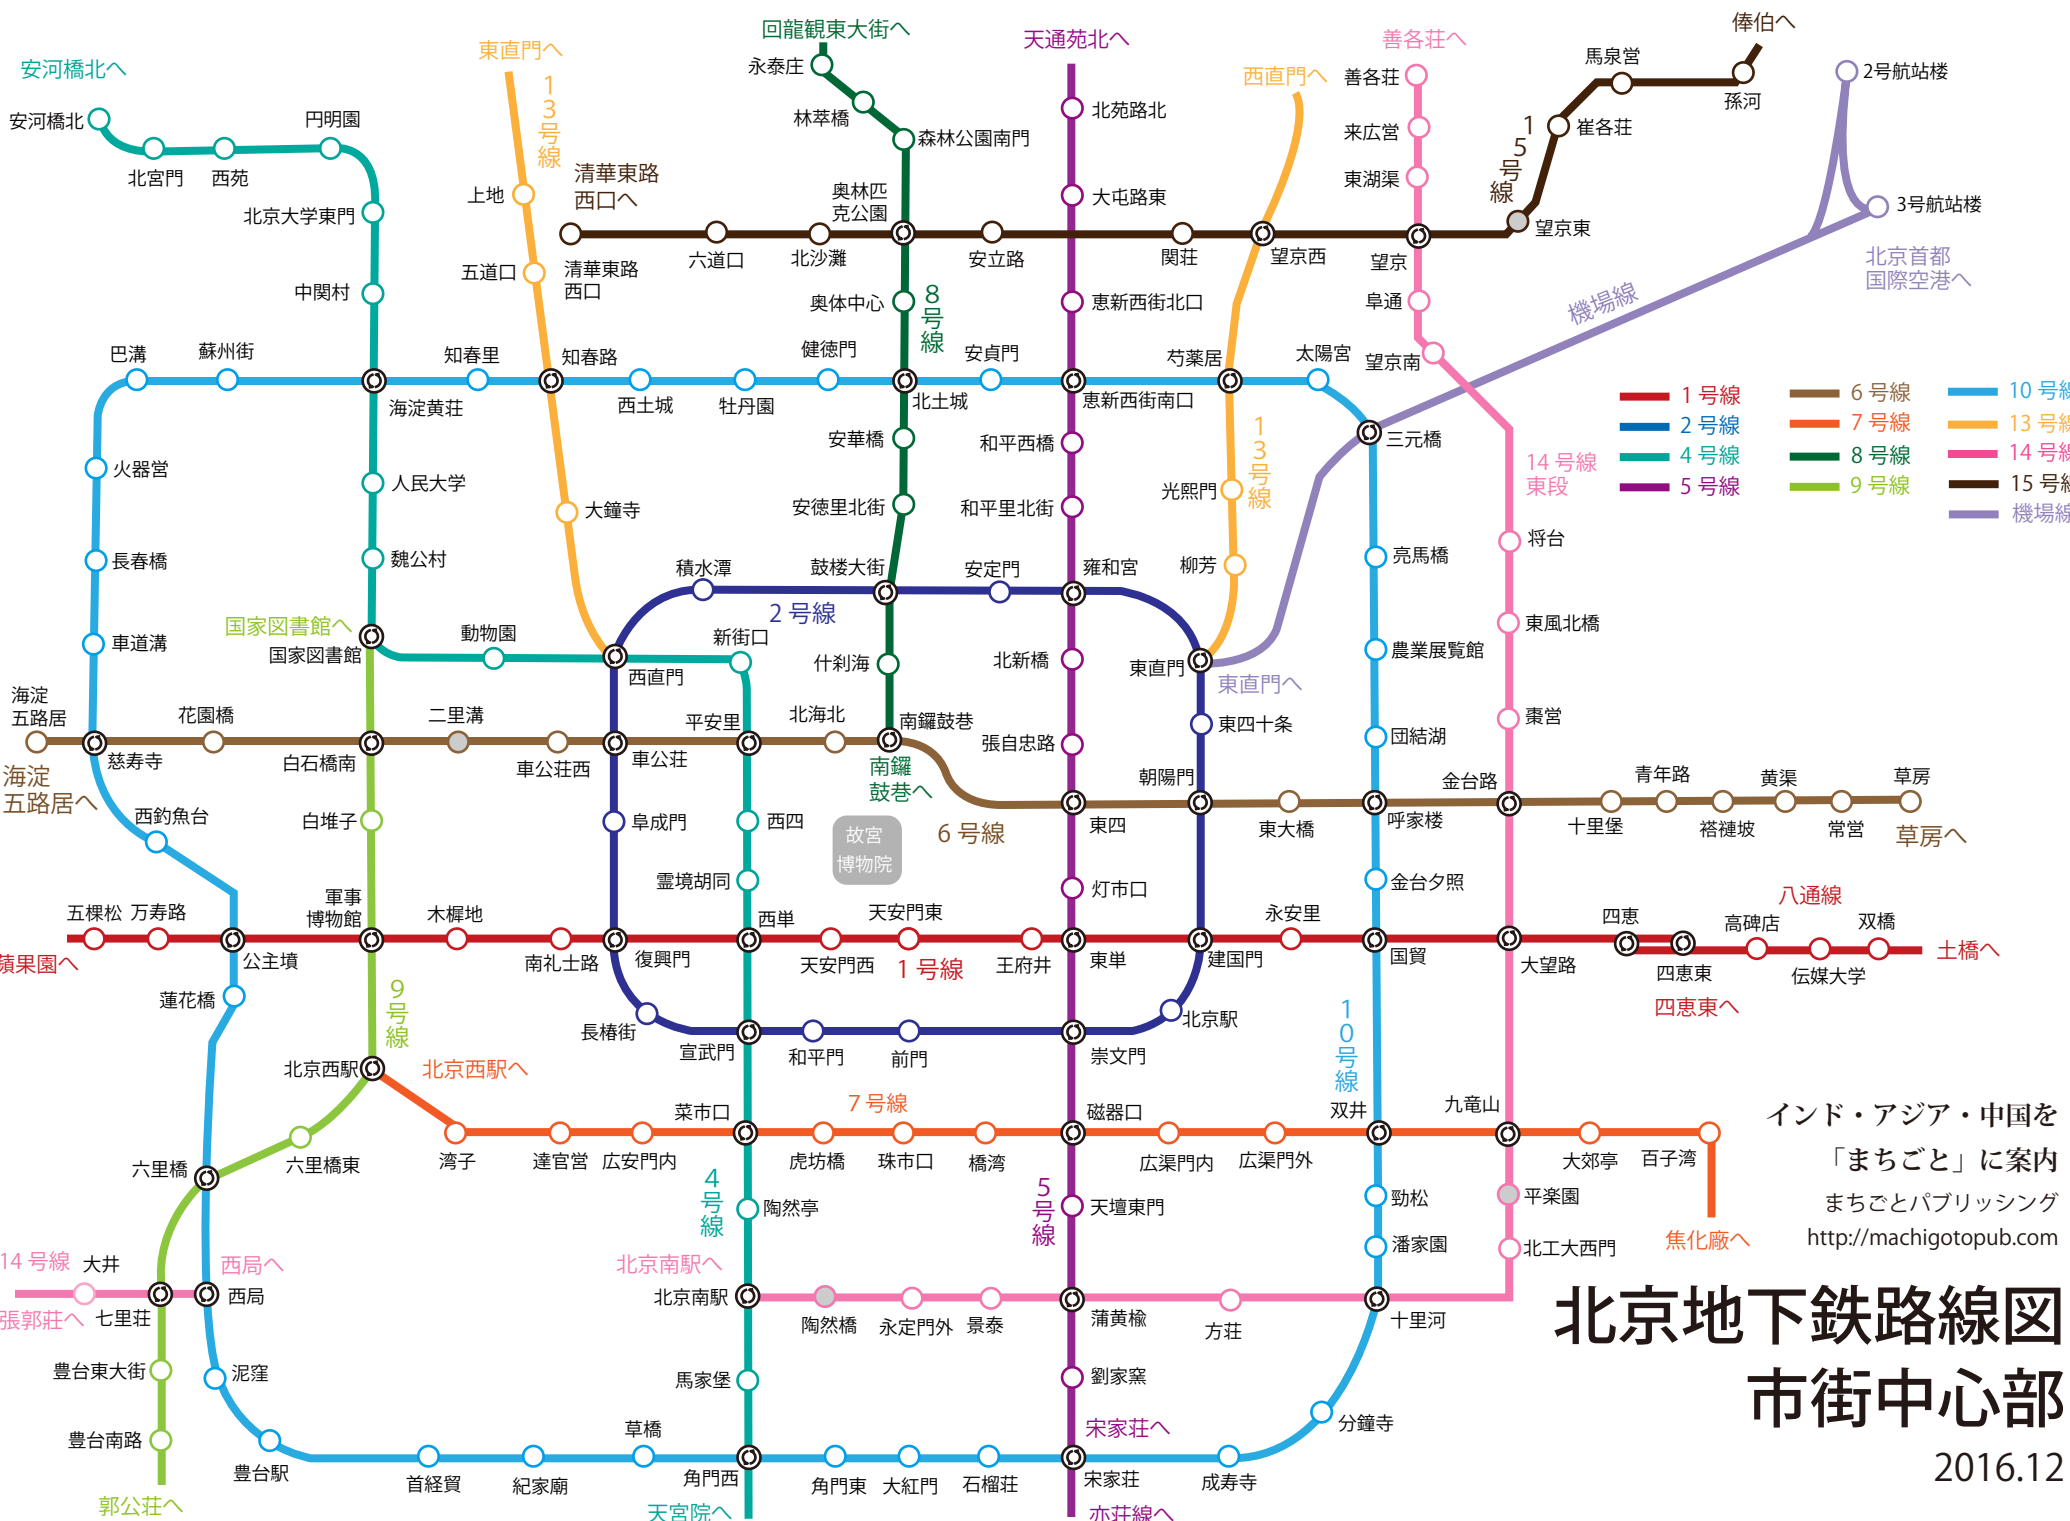 安河橋北へ
安河橋北
北宮門
西苑
円明園
北京大学東門
中関村
東直門へ
13号線
上地
五道口
清華東路
西口へ
清華東路
西口
六道口
北沙灘
回龍観東大街へ
永泰庄
林萃橋
森林公園南門
奥林匹
克公園
奥体中心
8号線
安立路
天通苑北へ
北苑路北
大屯路東
恵新西街北口
関荘
西直門へ
望京西
善各荘へ
善各荘
来広営
東湖渠
望京
阜通
望京南
15号線
俸伯へ
馬泉営
孫河
崔各荘
望京東
2号航站楼
3号航站楼
北京首都
国際空港へ
機場線
巴溝
蘇州街
海淀黄荘
知春里
知春路
西土城
牡丹園
健徳門
北土城
安貞門
恵新西街南口
芍薬居
太陽宮
三元橋
1 号線
2 号線
4 号線
5 号線
6 号線
7 号線
8 号線
9 号線
10 号線
13 号線
14 号線
15 号線
機場線
火器営
人民大学
大鐘寺
安華橋
安徳里北街
和平西橋
和平里北街
光熙門
13号線
柳芳
14 号線
東段
将台
長春橋
魏公村
積水潭
鼓楼大街
安定門
雍和宮
2 号線
亮馬橋
東風北橋
車道溝
国家図書館へ
国家図書館
動物園
西直門
新街口
什刹海
北新橋
東直門
東直門へ
農業展覧館
海淀
五路居
海淀
五路居へ
慈寿寺
花園橋
白石橋南
二里溝
車公荘西
車公荘
平安里
北海北
南鑼鼓巷
南鑼
鼓巷へ
張自忠路
東四十条
団結湖
棗営
西釣魚台
白堆子
阜成門
西四
故宮
博物院
6 号線
東四
朝陽門
東大橋
呼家楼
金台路
十里堡
青年路
褡褳坡
黄渠
常営
草房
草房へ
霊境胡同
灯市口
金台夕照
五棵松
万寿路
蘋果園へ
公主墳
軍事
博物館
木樨地
南礼士路
復興門
西単
天安門西
天安門東
1 号線
王府井
東単
建国門
永安里
国貿
大望路
四恵
四恵東
四恵東へ
八通線
高碑店
伝媒大学
双橋
土橋へ
蓮花橋
9号線
長椿街
宣武門
和平門
前門
崇文門
北京駅
10号線
北京西駅
北京西駅へ
湾子
達官営
広安門内
菜市口
7 号線
虎坊橋
珠市口
橋湾
磁器口
広渠門内
広渠門外
双井
九竜山
大郊亭
百子湾
焦化廠へ
六里橋
六里橋東
4号線
陶然亭
5号線
天壇東門
勁松
潘家園
平楽園
北工大西門
14 号線
張郭荘へ
大井
七里荘
西局へ
西局
北京南駅へ
北京南駅
陶然橋
永定門外
景泰
蒲黄楡
方荘
十里河
豊台東大街
豊台南路
郭公荘へ
泥窪
豊台駅
首経貿
紀家廟
草橋
馬家堡
角門西
天宮院へ
角門東
大紅門
石榴荘
劉家窯
宋家荘へ
宋家荘
亦荘線へ
成寿寺
分鐘寺
インド・アジア・中国を
「まちごと」に案内
まちごとパブリッシング
http://machigotopub.com
北京地下鉄路線図
市街中心部
2016.12